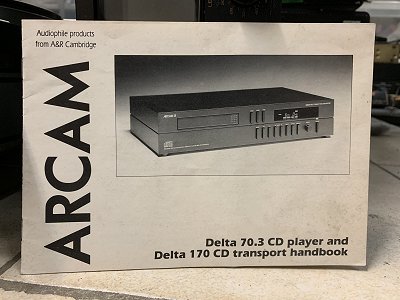 Audiophile products
from A&R Cambridge
ARCAM
Delta 70.3 CD player and
Delta 170 CD transport handbook